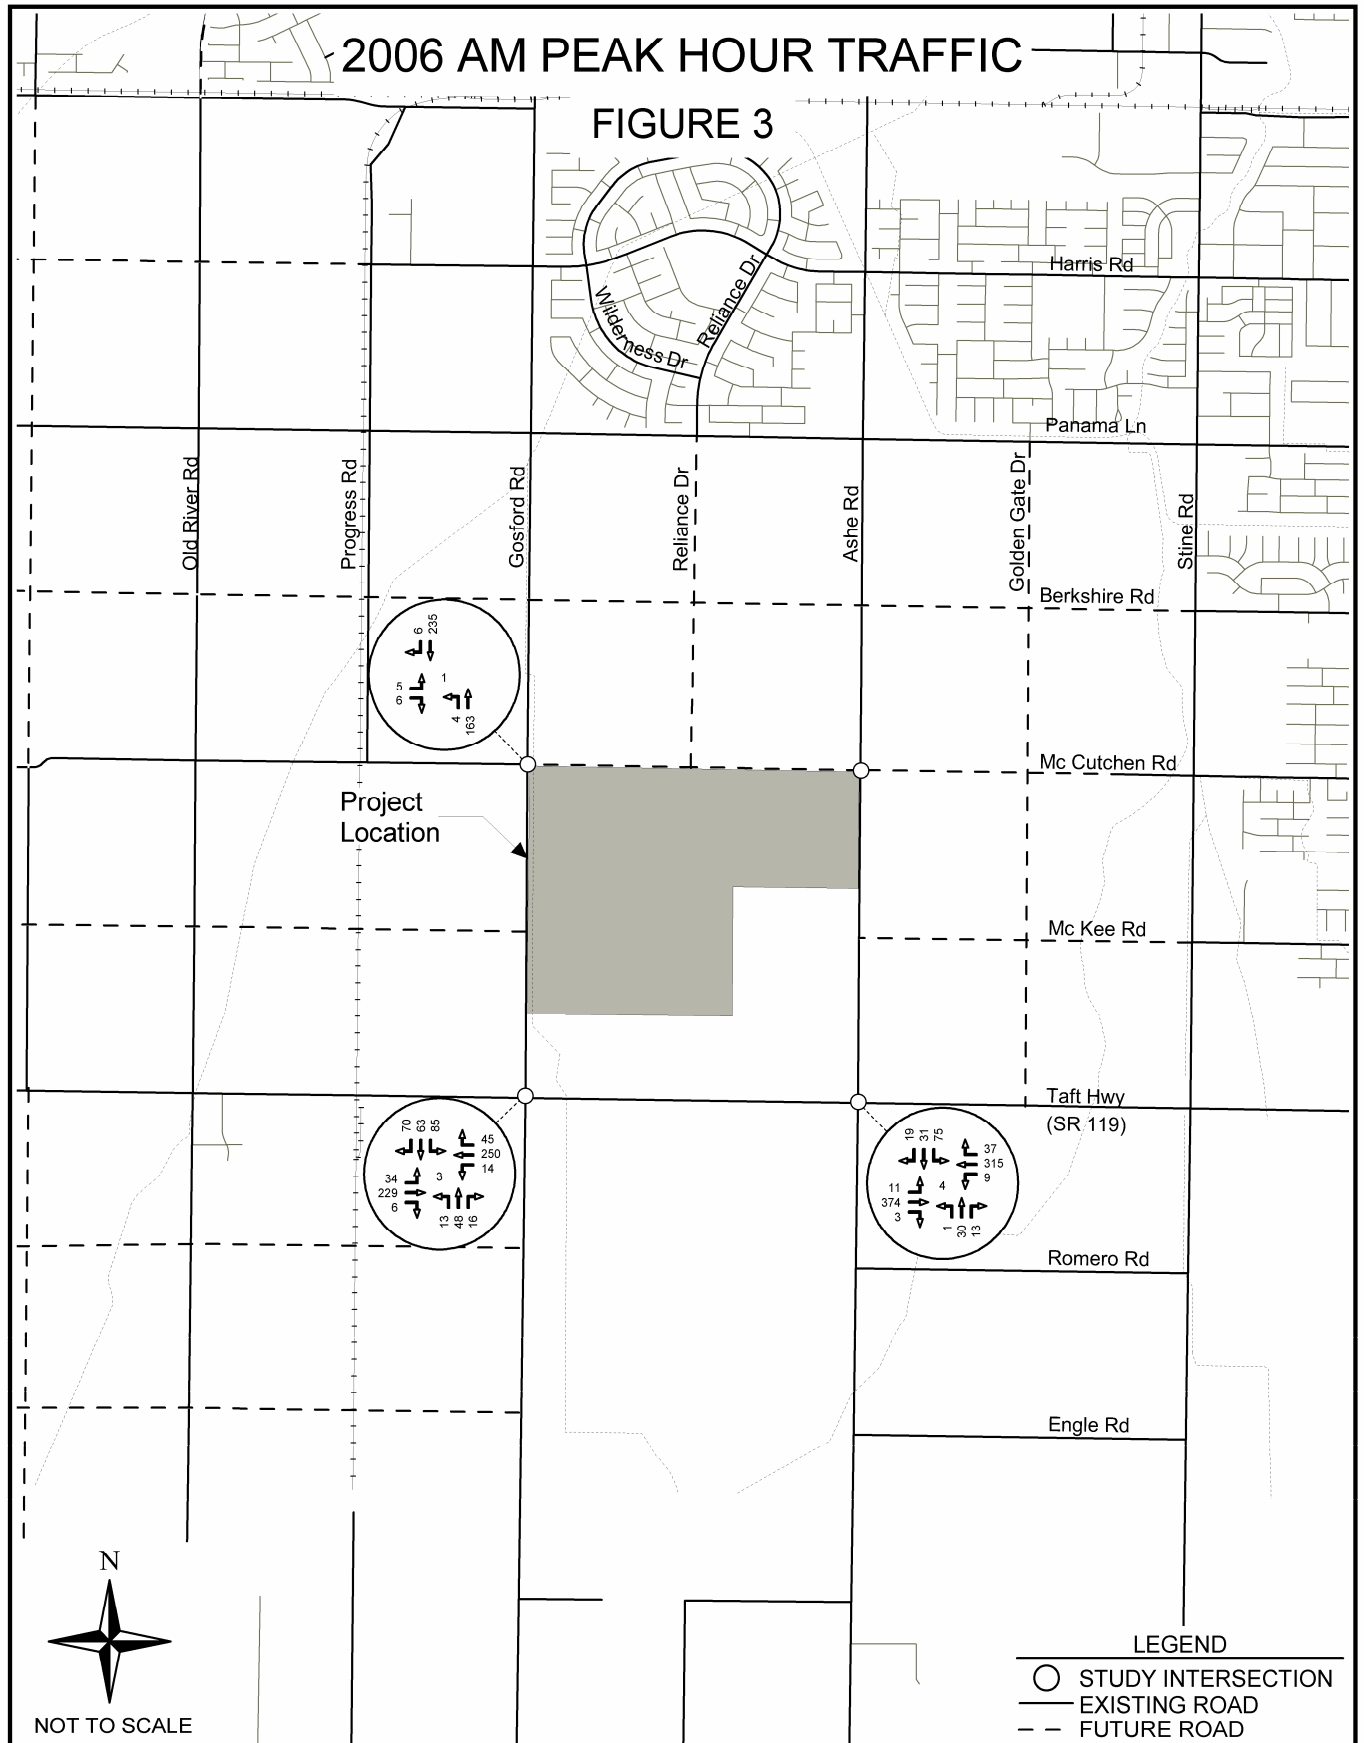 2006 AM PEAK HOUR TRAFFIC
FIGURE 3
Harris Rd
Reliance Dr
Wilderness Dr
Panama Ln
Old River Rd
Progress Rd
Gosford Rd
Reliance Dr
Ashe Rd
Golden Gate Dr
Stine Rd
Berkshire Rd
6
235
5
1
6
4
163
Mc Cutchen Rd
Project
Location
Mc Kee Rd
Taft Hwy
(SR 119)
70
63
85
45
250
14
34
3
229
6
13
48
16
19
31
75
37
315
9
11
4
374
3
1
30
13
Romero Rd
Engle Rd
N
NOT TO SCALE
LEGEND
STUDY INTERSECTION
EXISTING ROAD
FUTURE ROAD